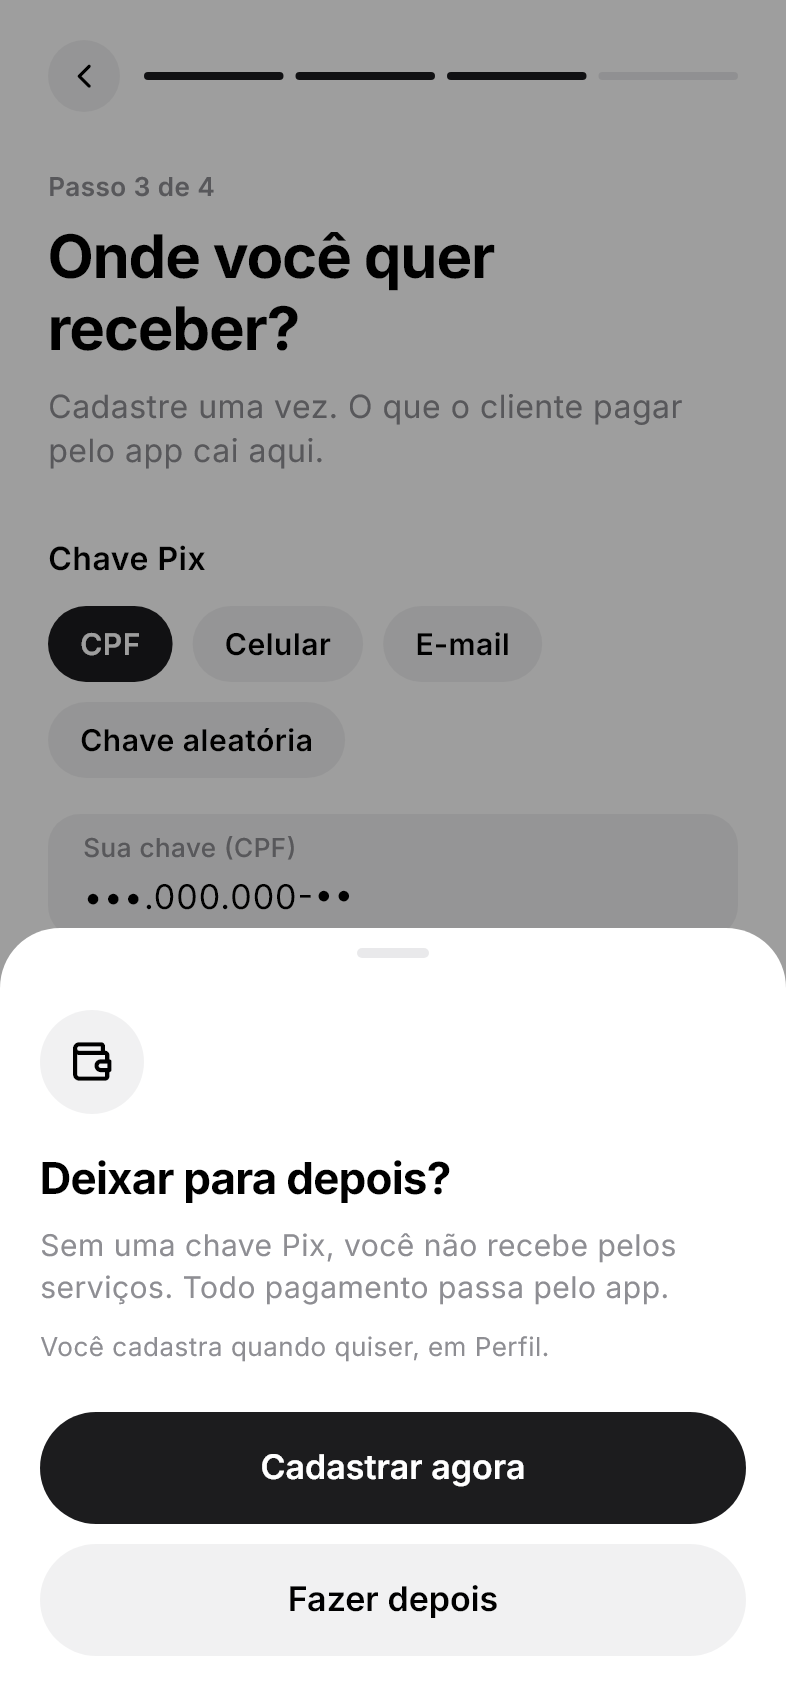 Passo 3 de 4
Onde você quer
receber?
Cadastre uma vez. O que o cliente pagar
pelo app cai aqui.
Chave Pix
CPF
Celular
E-mail
Chave aleatória
Sua chave (CPF)
•••.000.000-••
Deixar para depois?
Sem uma chave Pix, você não recebe pelos
serviços. Todo pagamento passa pelo app.
Você cadastra quando quiser, em Perfil.
Cadastrar agora
Fazer depois